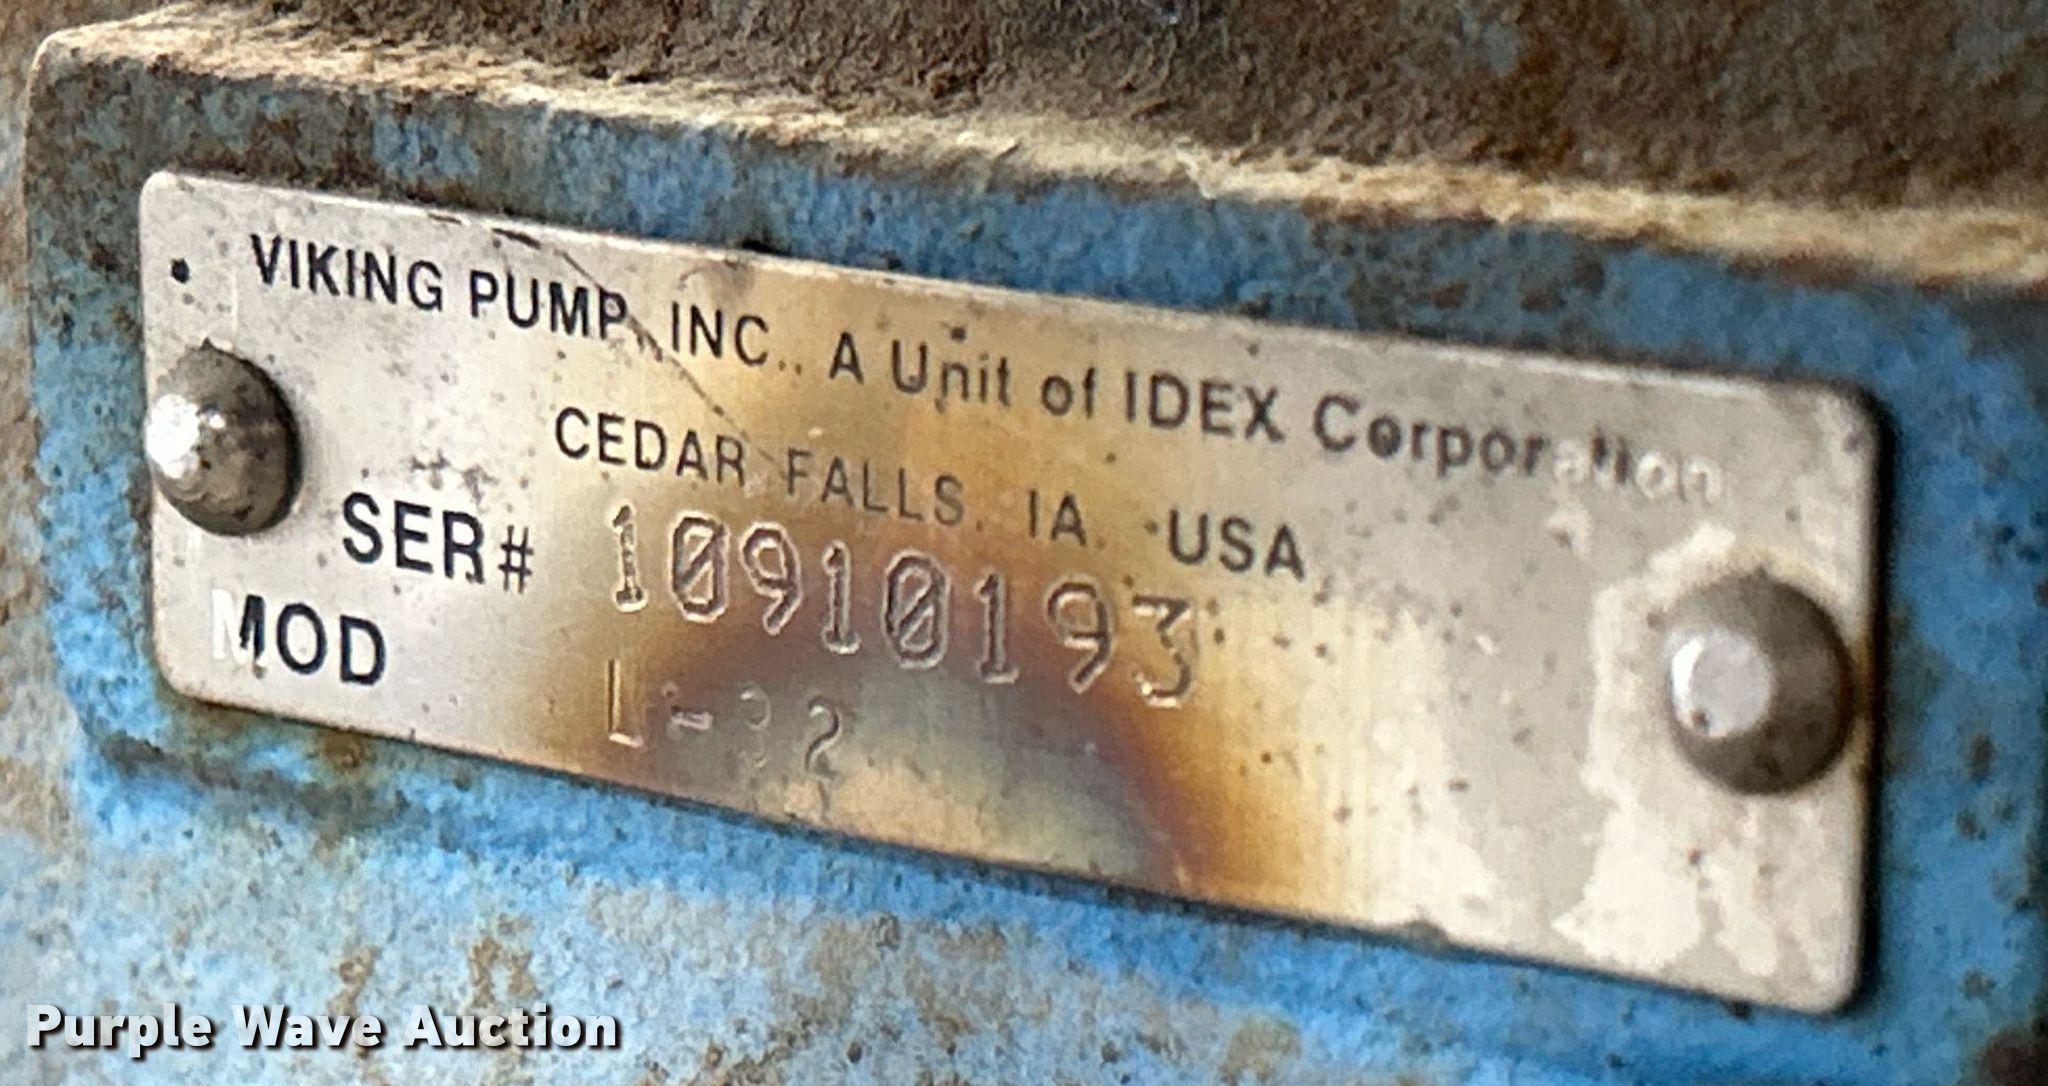 VIKING PUMP, INC., A Unit of IDEX Corporation
CEDAR FALLS, IA. USA
SER# 10910193
MOD
Purple Wave Auction